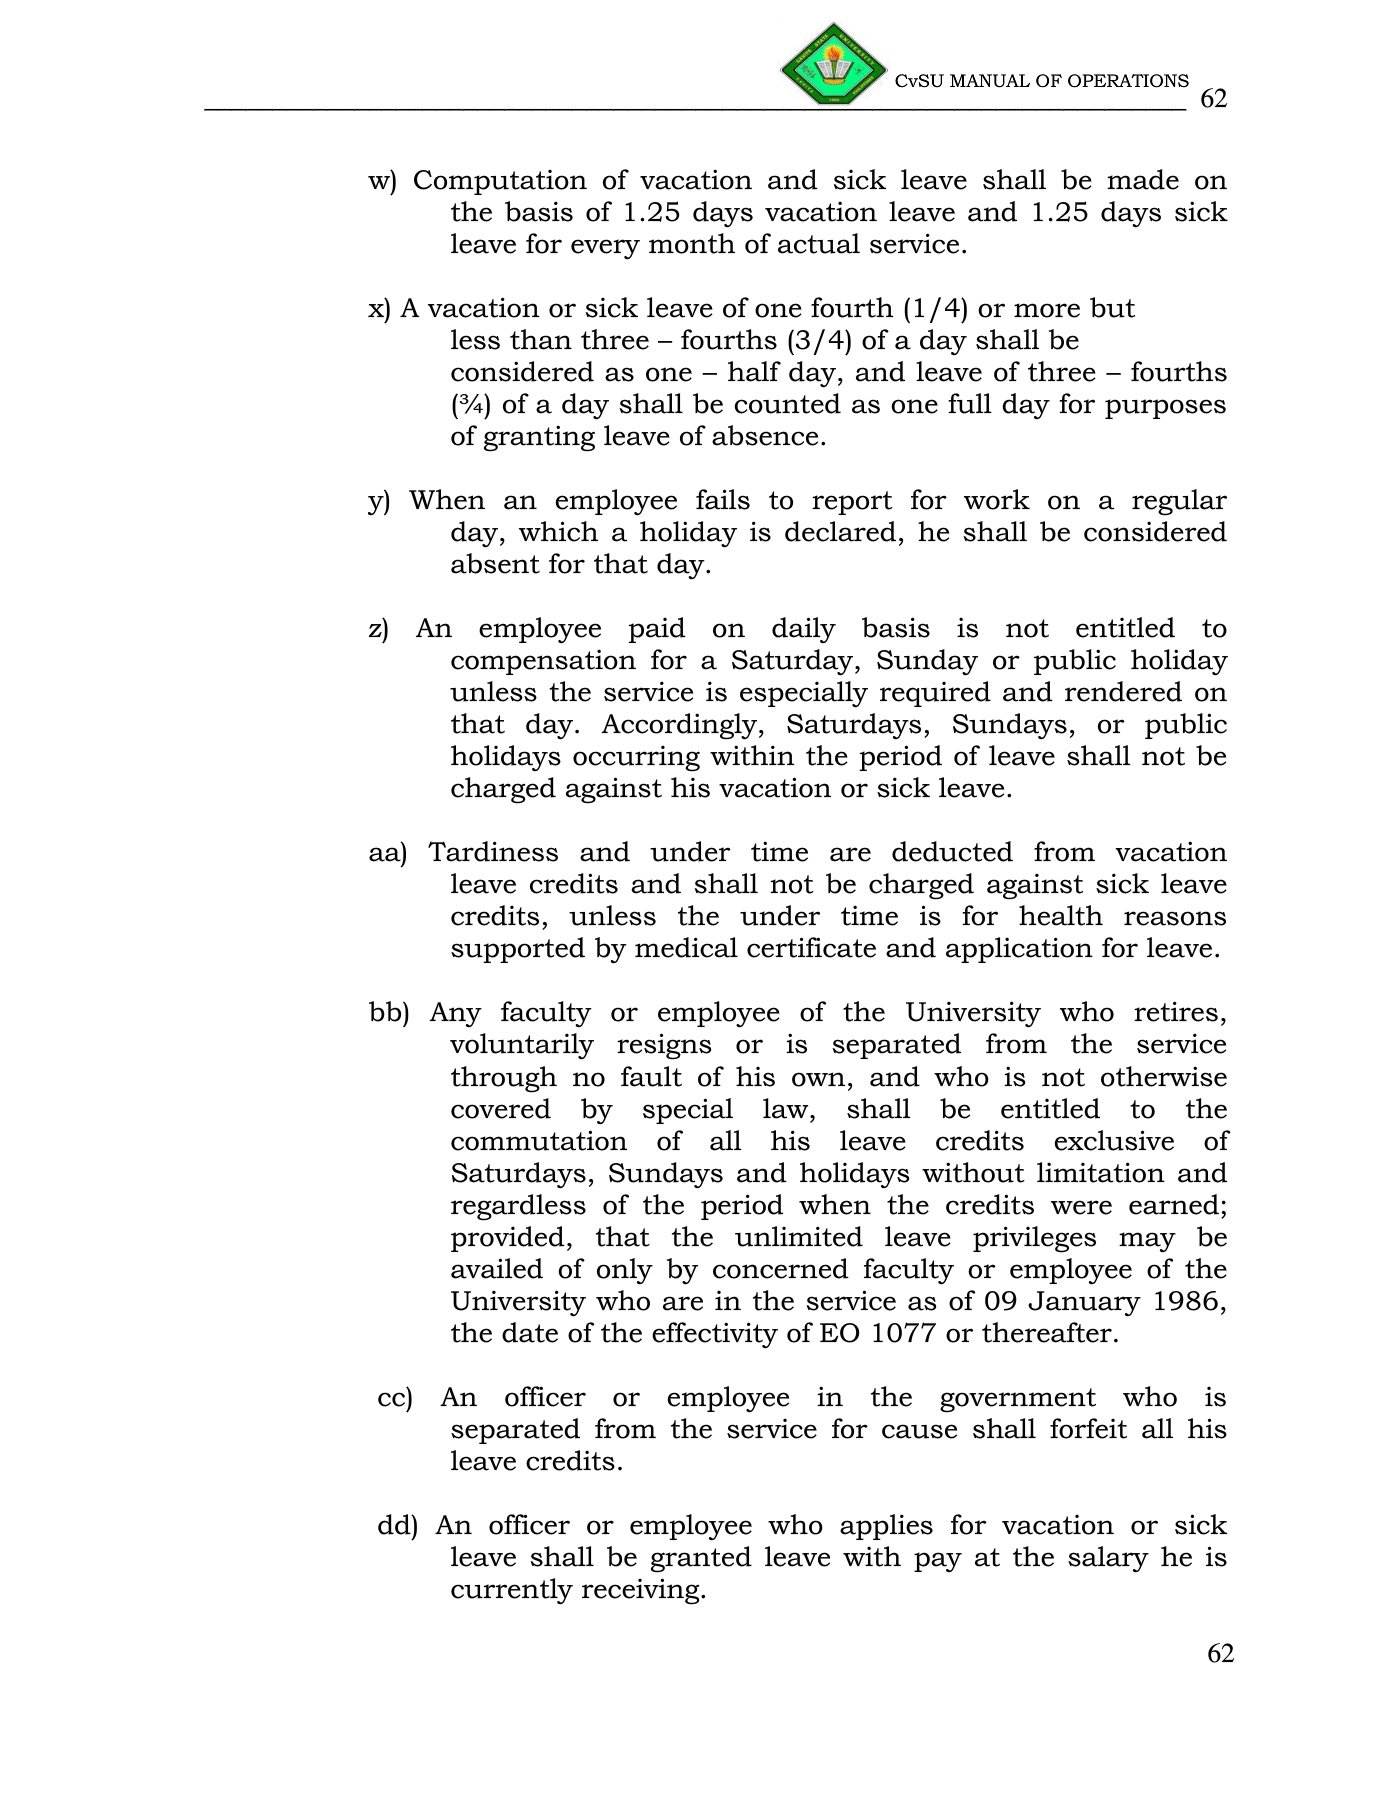 CvSU MANUAL OF OPERATIONS
62
w) Computation of vacation and sick leave shall be made on
the basis of 1.25 days vacation leave and 1.25 days sick
leave for every month of actual service.
x) A vacation or sick leave of one fourth (1/4) or more but
less than three – fourths (3/4) of a day shall be
considered as one – half day, and leave of three – fourths
(¾) of a day shall be counted as one full day for purposes
of granting leave of absence.
y) When an employee fails to report for work on a regular
day, which a holiday is declared, he shall be considered
absent for that day.
z) An employee paid on daily basis is not entitled to
compensation for a Saturday, Sunday or public holiday
unless the service is especially required and rendered on
that day. Accordingly, Saturdays, Sundays, or public
holidays occurring within the period of leave shall not be
charged against his vacation or sick leave.
aa) Tardiness and under time are deducted from vacation
leave credits and shall not be charged against sick leave
credits, unless the under time is for health reasons
supported by medical certificate and application for leave.
bb) Any faculty or employee of the University who retires,
voluntarily resigns or is separated from the service
through no fault of his own, and who is not otherwise
covered by special law, shall be entitled to the
commutation of all his leave credits exclusive of
Saturdays, Sundays and holidays without limitation and
regardless of the period when the credits were earned;
provided, that the unlimited leave privileges may be
availed of only by concerned faculty or employee of the
University who are in the service as of 09 January 1986,
the date of the effectivity of EO 1077 or thereafter.
cc) An officer or employee in the government who is
separated from the service for cause shall forfeit all his
leave credits.
dd) An officer or employee who applies for vacation or sick
leave shall be granted leave with pay at the salary he is
currently receiving.
62